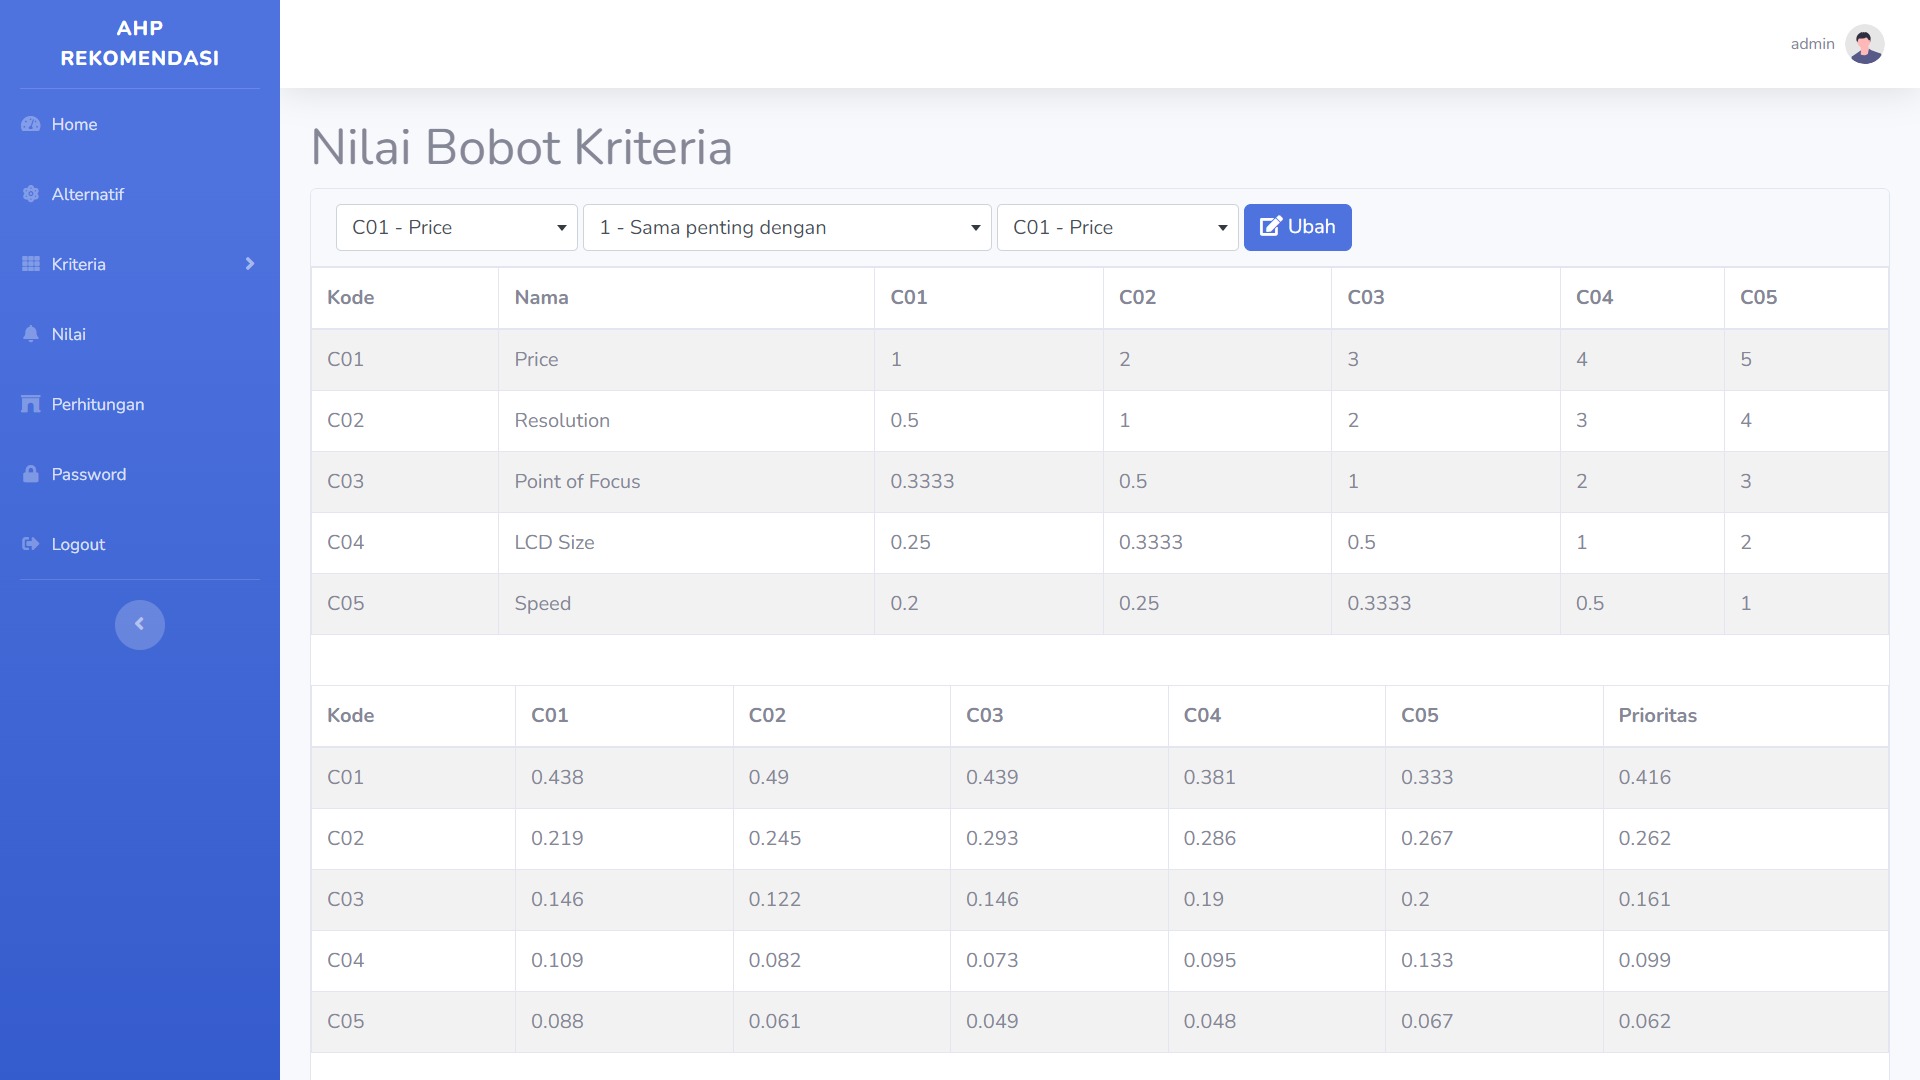 AHP
REKOMENDASI
Home
Alternatif
Kriteria
Nilai
Perhitungan
Password
Logout
admin
Nilai Bobot Kriteria
C01 - Price 1 - Sama penting dengan C01 - Price Ubah
Kode Nama C01 C02 C03 C04 C05
C01 Price 1 2 3 4 5
C02 Resolution 0.5 1 2 3 4
C03 Point of Focus 0.3333 0.5 1 2 3
C04 LCD Size 0.25 0.3333 0.5 1 2
C05 Speed 0.2 0.25 0.3333 0.5 1
Kode C01 C02 C03 C04 C05 Prioritas
C01 0.438 0.49 0.439 0.381 0.333 0.416
C02 0.219 0.245 0.293 0.286 0.267 0.262
C03 0.146 0.122 0.146 0.19 0.2 0.161
C04 0.109 0.082 0.073 0.095 0.133 0.099
C05 0.088 0.061 0.049 0.048 0.067 0.062